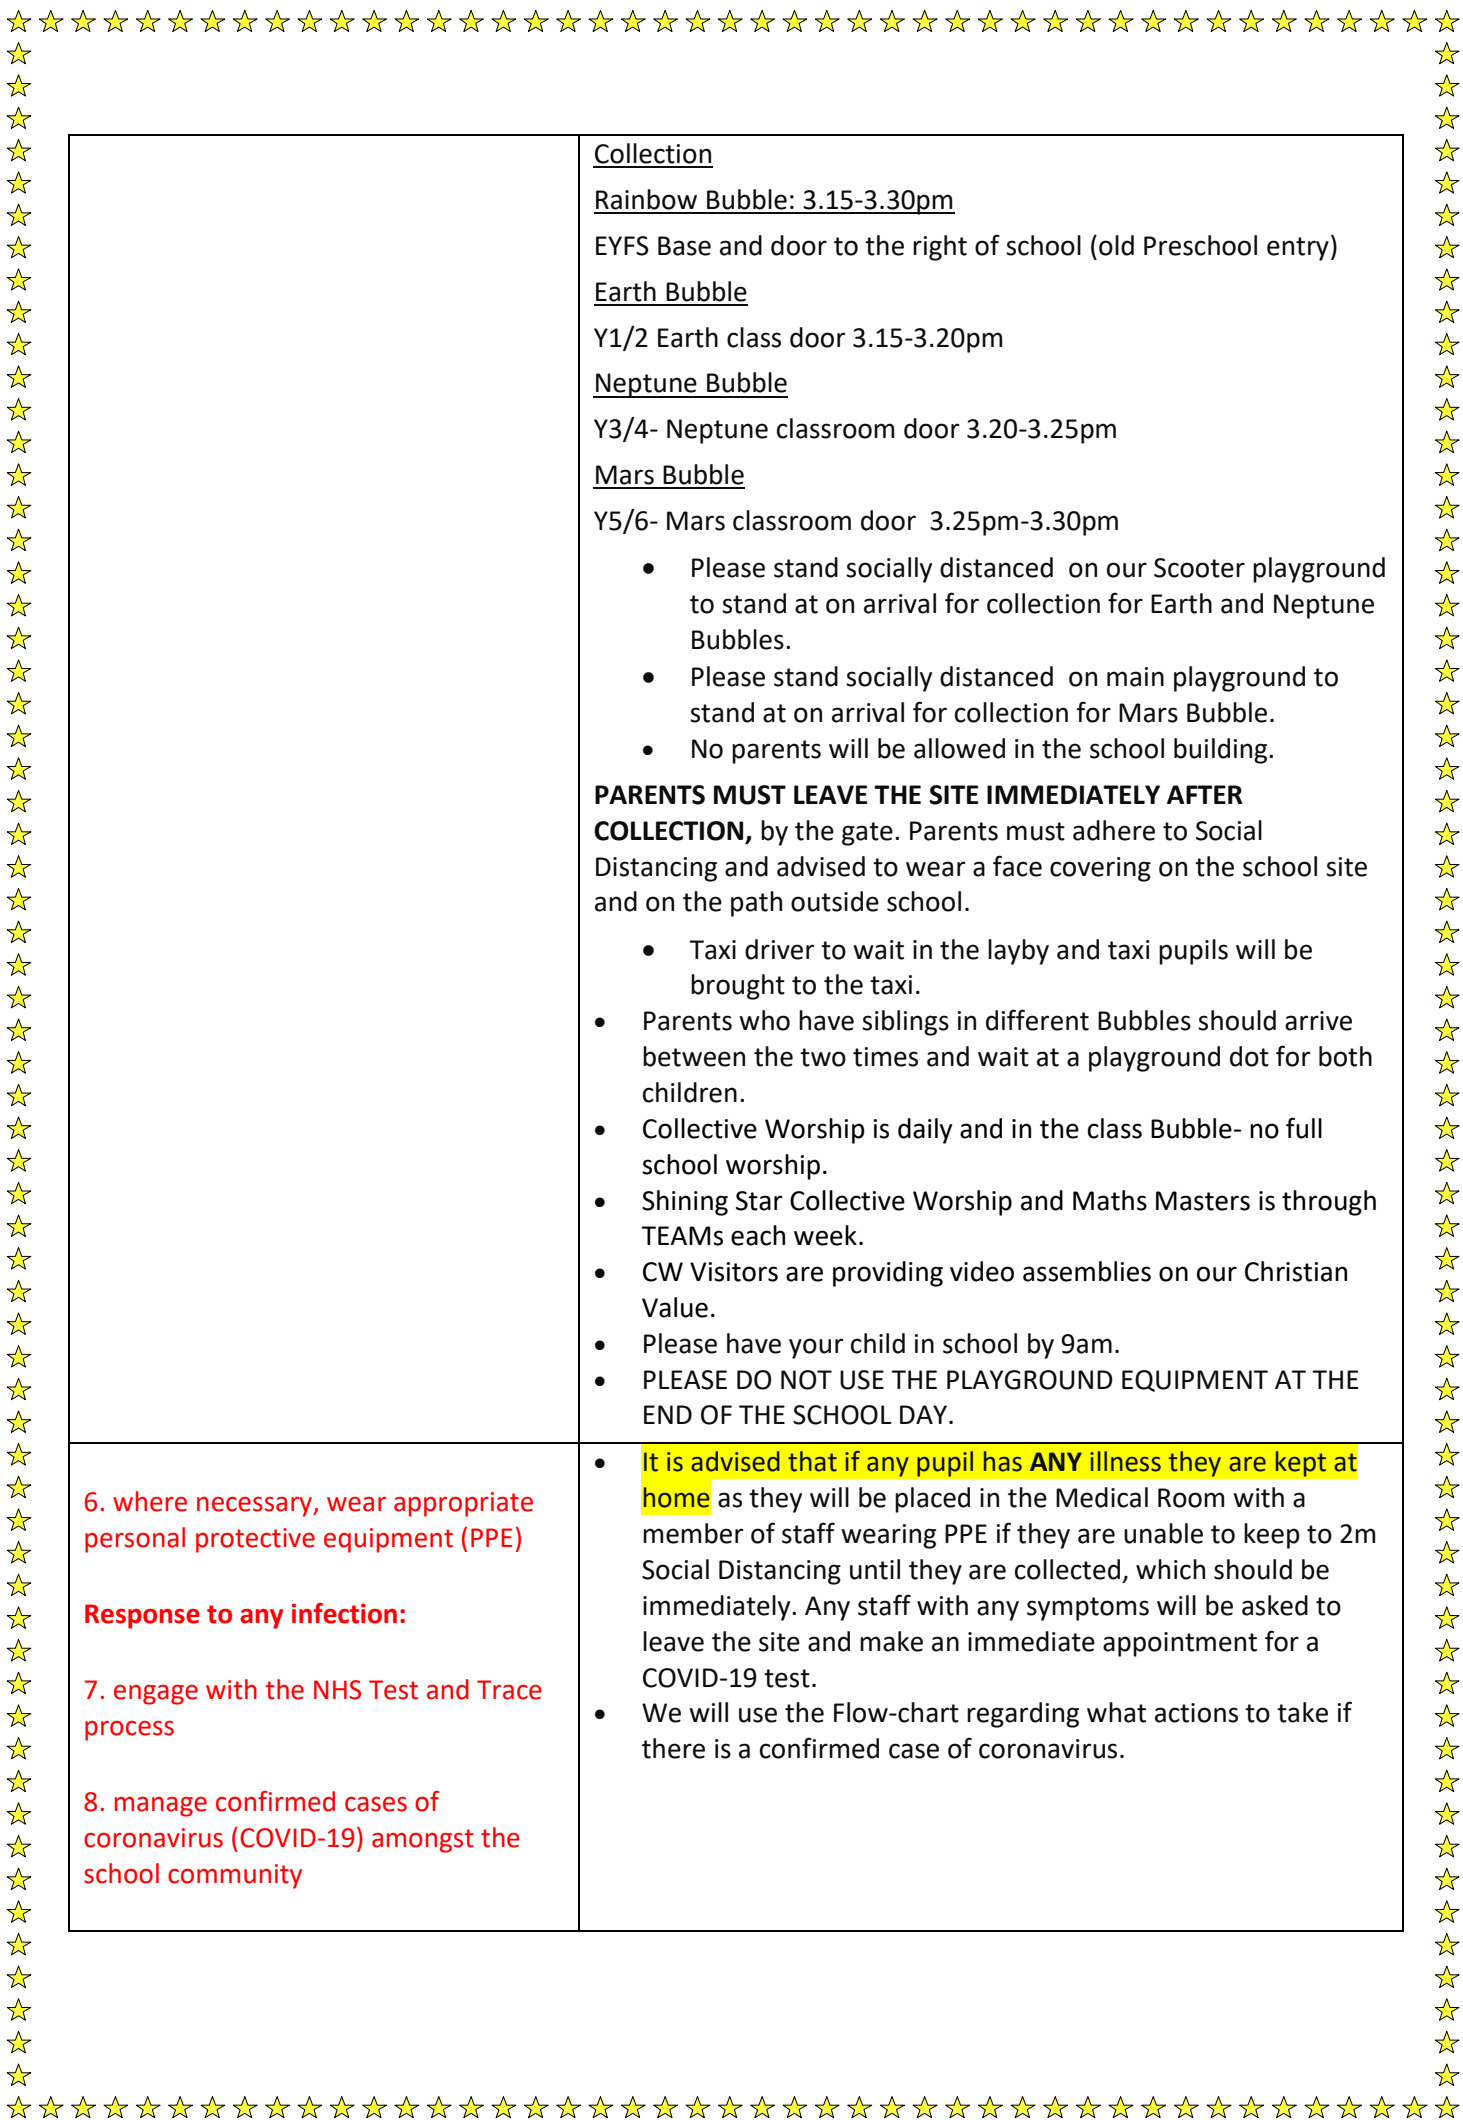 Collection
Rainbow Bubble: 3.15-3.30pm
EYFS Base and door to the right of school (old Preschool entry)
Earth Bubble
Y1/2 Earth class door 3.15-3.20pm
Neptune Bubble
Y3/4- Neptune classroom door 3.20-3.25pm
Mars Bubble
Y5/6- Mars classroom door  3.25pm-3.30pm
• Please stand socially distanced  on our Scooter playground
to stand at on arrival for collection for Earth and Neptune
Bubbles.
• Please stand socially distanced  on main playground to
stand at on arrival for collection for Mars Bubble.
• No parents will be allowed in the school building.
PARENTS MUST LEAVE THE SITE IMMEDIATELY AFTER
COLLECTION, by the gate. Parents must adhere to Social
Distancing and advised to wear a face covering on the school site
and on the path outside school.
• Taxi driver to wait in the layby and taxi pupils will be
brought to the taxi.
• Parents who have siblings in different Bubbles should arrive
between the two times and wait at a playground dot for both
children.
• Collective Worship is daily and in the class Bubble- no full
school worship.
• Shining Star Collective Worship and Maths Masters is through
TEAMs each week.
• CW Visitors are providing video assemblies on our Christian
Value.
• Please have your child in school by 9am.
• PLEASE DO NOT USE THE PLAYGROUND EQUIPMENT AT THE
END OF THE SCHOOL DAY.
6. where necessary, wear appropriate
personal protective equipment (PPE)
Response to any infection:
7. engage with the NHS Test and Trace
process
8. manage confirmed cases of
coronavirus (COVID-19) amongst the
school community
• It is advised that if any pupil has ANY illness they are kept at
home as they will be placed in the Medical Room with a
member of staff wearing PPE if they are unable to keep to 2m
Social Distancing until they are collected, which should be
immediately. Any staff with any symptoms will be asked to
leave the site and make an immediate appointment for a
COVID-19 test.
• We will use the Flow-chart regarding what actions to take if
there is a confirmed case of coronavirus.